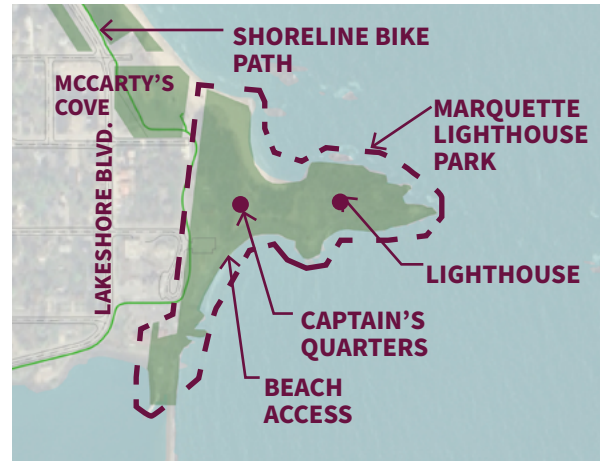 SHORELINE BIKE
PATH
MCCARTY'S
COVE
LAKESHORE BLVD.
MARQUETTE
LIGHTHOUSE
PARK
LIGHTHOUSE
CAPTAIN'S
QUARTERS
BEACH
ACCESS